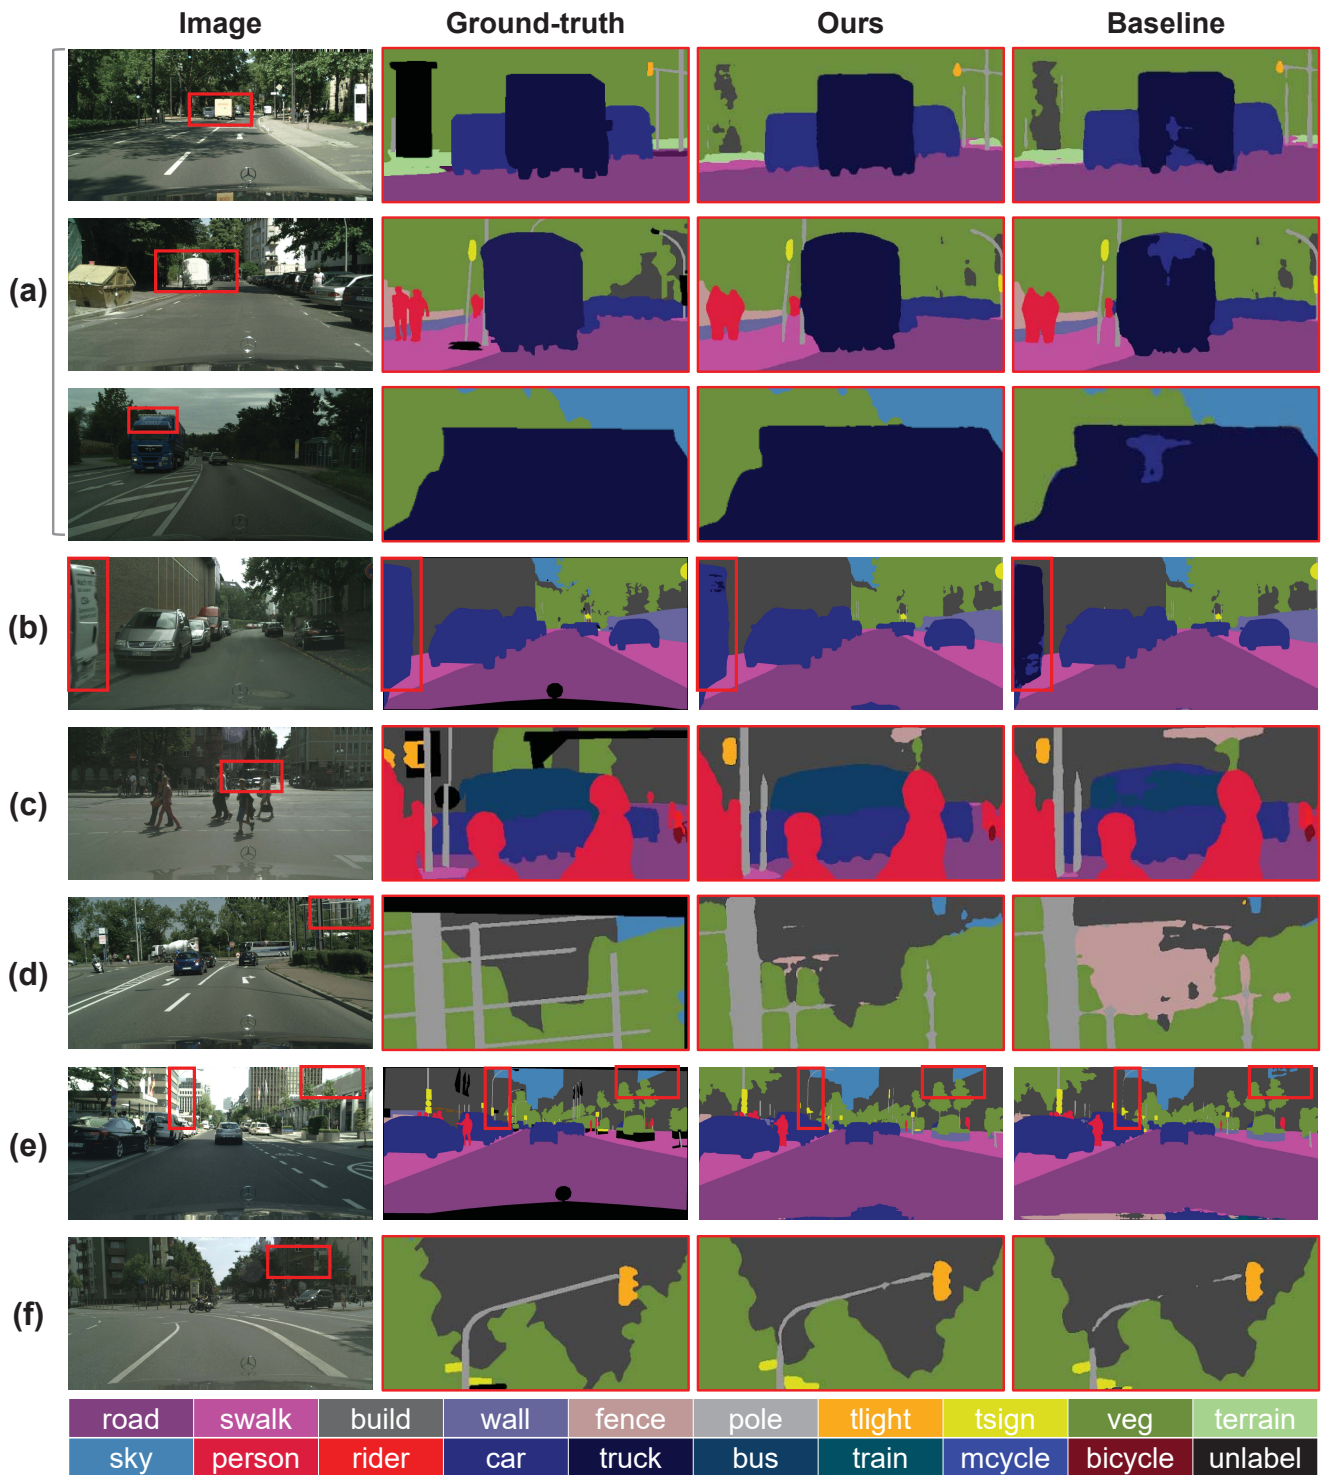 Image Ground-truth Ours Baseline
(a)
(b)
(c)
(d)
(e)
(f)
road swalk build wall fence pole tlight tsign veg terrain
sky person rider car truck bus train mcycle bicycle unlabel